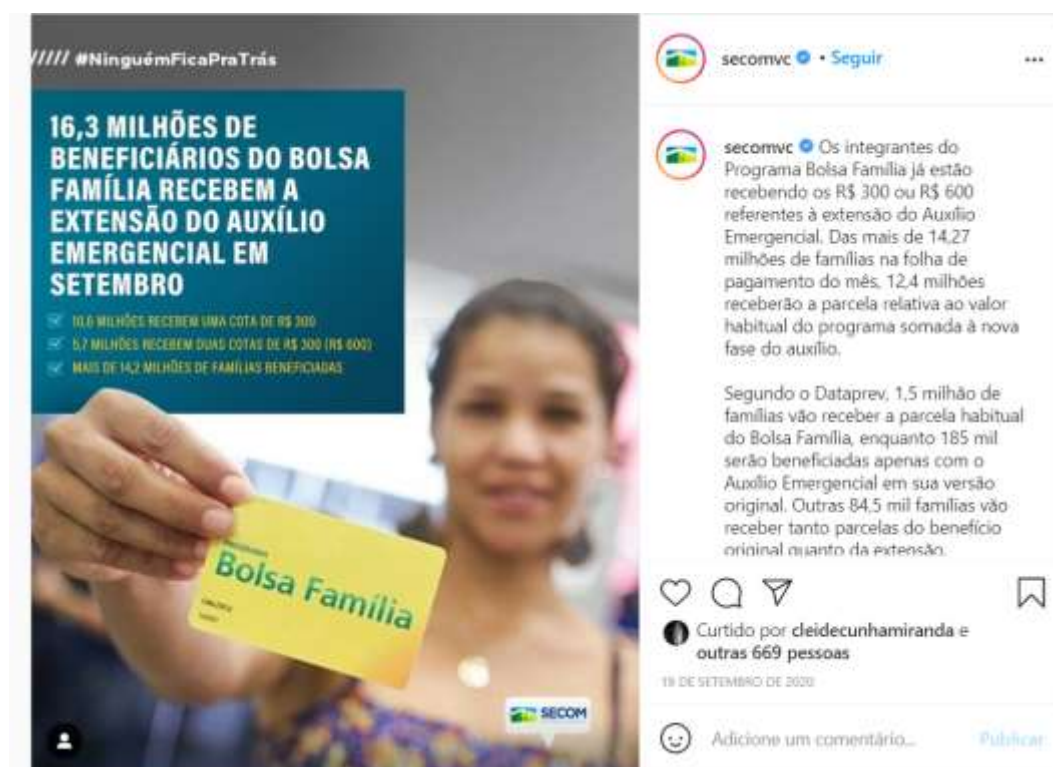 ///// #NinguémFicaPraTrás
16,3 MILHÕES DE
BENEFICIÁRIOS DO BOLSA
FAMÍLIA RECEBEM A
EXTENSÃO DO AUXÍLIO
EMERGENCIAL EM
SETEMBRO
10,6 MILHÕES RECEBEM UMA COTA DE R$ 300
5,7 MILHÕES RECEBEM DUAS COTAS DE R$ 300 (R$ 600)
MAIS DE 14,2 MILHÕES DE FAMÍLIAS BENEFICIADAS
Bolsa Família
SECOM
secomvc • Seguir
secomvc Os integrantes do
Programa Bolsa Família já estão
recebendo os R$ 300 ou R$ 600
referentes à extensão do Auxílio
Emergencial. Das mais de 14,27
milhões de famílias na folha de
pagamento do mês, 12,4 milhões
receberão a parcela relativa ao valor
habitual do programa somada à nova
fase do auxílio.
Segundo o Dataprev, 1,5 milhão de
famílias vão receber a parcela habitual
do Bolsa Família, enquanto 185 mil
serão beneficiadas apenas com o
Auxílio Emergencial em sua versão
original. Outras 84,5 mil famílias vão
receber tanto parcelas do benefício
original quanto da extensão.
Curtido por cleidecunhamiranda e
outras 669 pessoas
19 DE SETEMBRO DE 2020
Adicione um comentário... Publicar